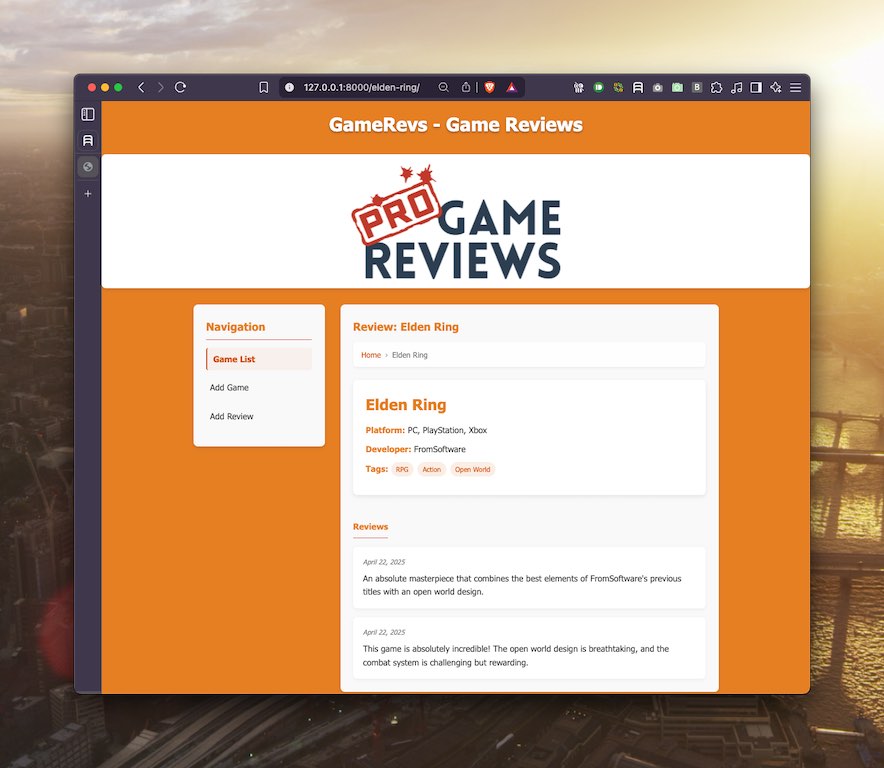 127.0.0.1:8000/elden-ring/
GameRevs - Game Reviews
PRO GAME
REVIEWS
Navigation
Game List
Add Game
Add Review
Review: Elden Ring
Home › Elden Ring
Elden Ring
Platform: PC, PlayStation, Xbox
Developer: FromSoftware
Tags: RPG Action Open World
Reviews
April 22, 2025
An absolute masterpiece that combines the best elements of FromSoftware's previous
titles with an open world design.
April 22, 2025
This game is absolutely incredible! The open world design is breathtaking, and the
combat system is challenging but rewarding.